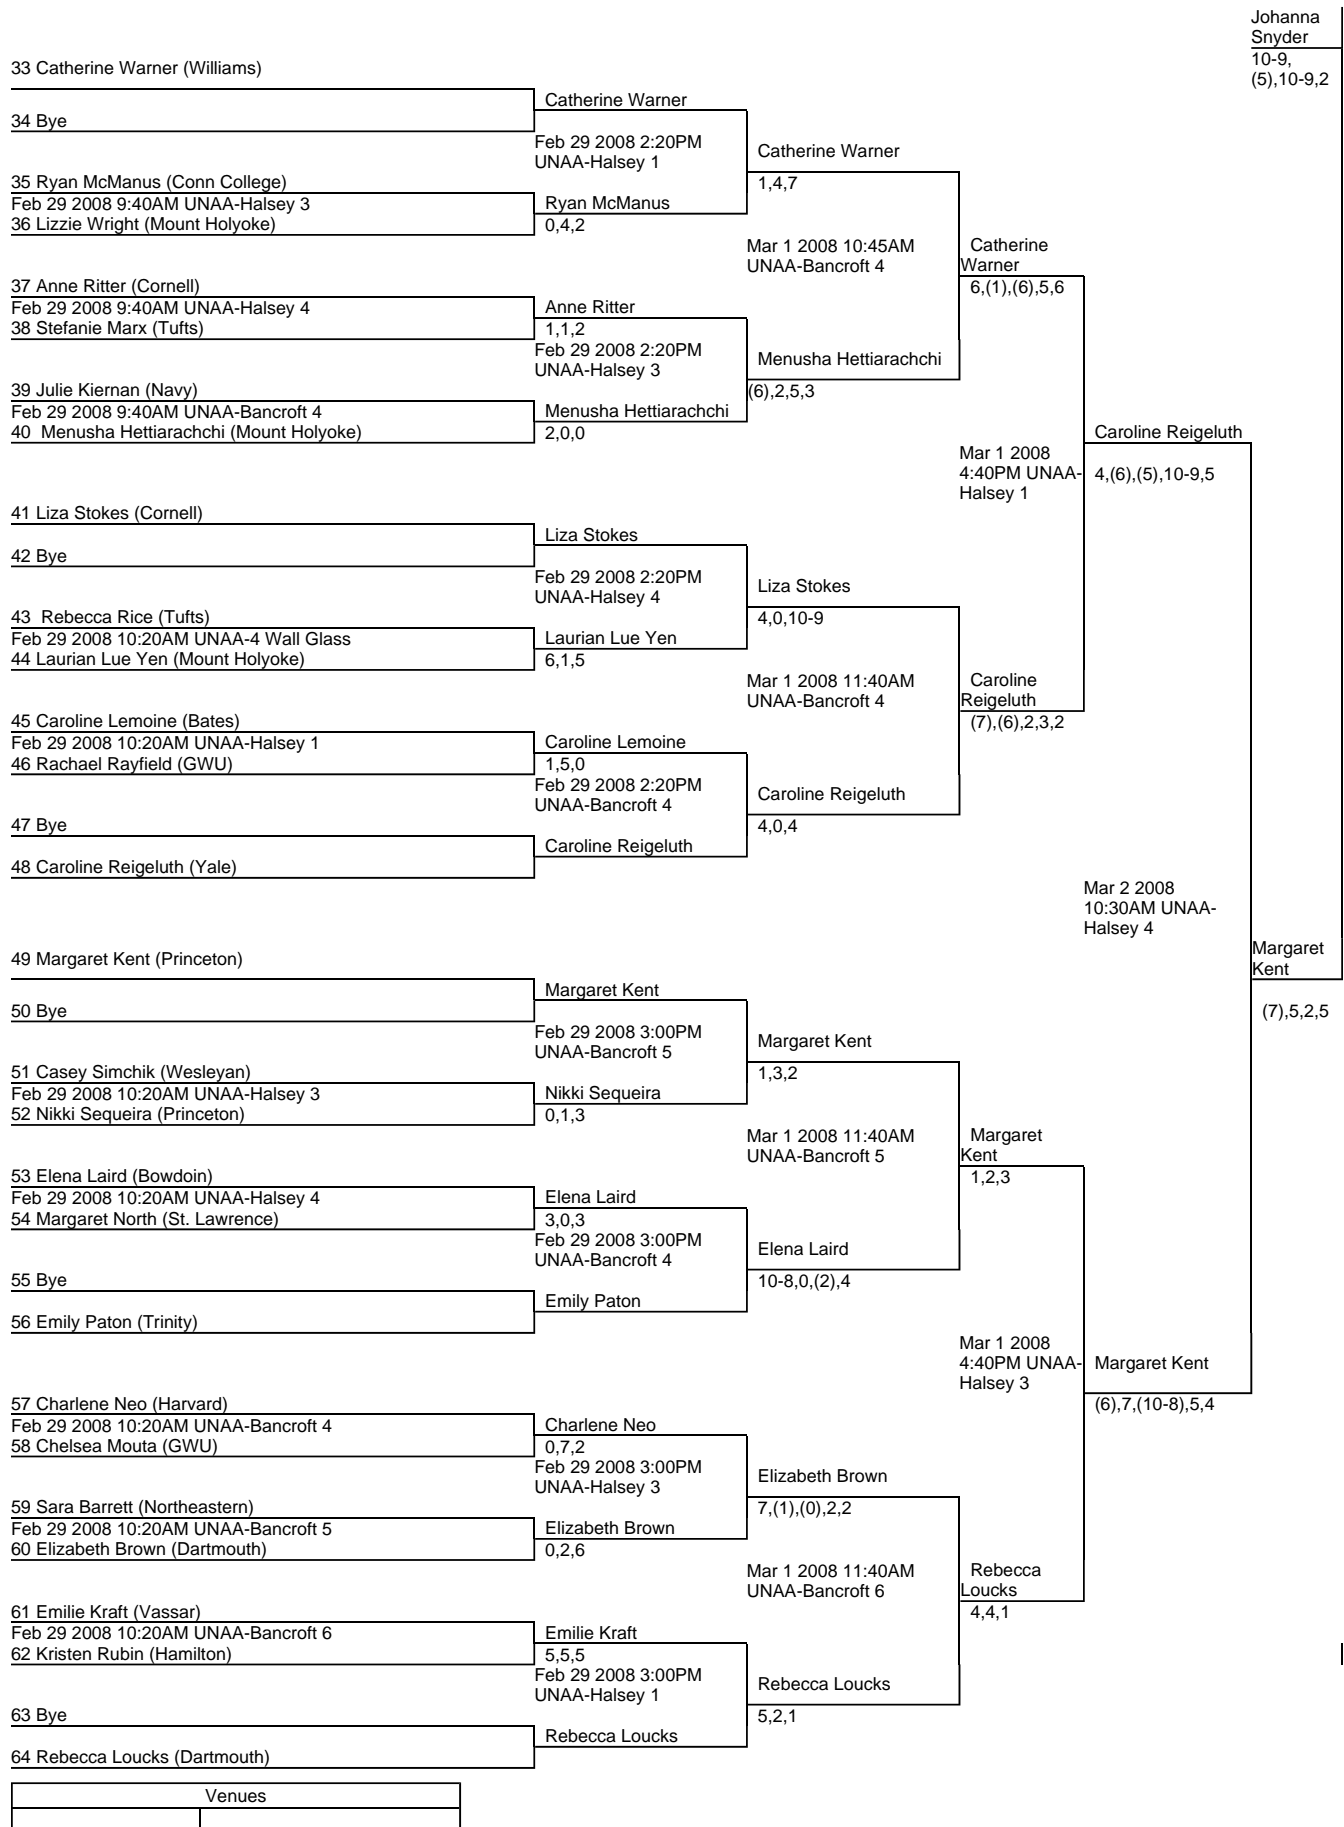 Johanna
Snyder
10-9,
(5),10-9,2
33 Catherine Warner (Williams)
Catherine Warner
34 Bye
Feb 29 2008 2:20PM
UNAA-Halsey 1
Catherine Warner
1,4,7
35 Ryan McManus (Conn College)
Feb 29 2008 9:40AM UNAA-Halsey 3
36 Lizzie Wright (Mount Holyoke)
Ryan McManus
0,4,2
Mar 1 2008 10:45AM
UNAA-Bancroft 4
Catherine
Warner
6,(1),(6),5,6
37 Anne Ritter (Cornell)
Feb 29 2008 9:40AM UNAA-Halsey 4
38 Stefanie Marx (Tufts)
Anne Ritter
1,1,2
Feb 29 2008 2:20PM
UNAA-Halsey 3
Menusha Hettiarachchi
(6),2,5,3
39 Julie Kiernan (Navy)
Feb 29 2008 9:40AM UNAA-Bancroft 4
40  Menusha Hettiarachchi (Mount Holyoke)
Menusha Hettiarachchi
2,0,0
Caroline Reigeluth
4,(6),(5),10-9,5
Mar 1 2008
4:40PM UNAA-
Halsey 1
41 Liza Stokes (Cornell)
Liza Stokes
42 Bye
Feb 29 2008 2:20PM
UNAA-Halsey 4
Liza Stokes
4,0,10-9
43  Rebecca Rice (Tufts)
Feb 29 2008 10:20AM UNAA-4 Wall Glass
44 Laurian Lue Yen (Mount Holyoke)
Laurian Lue Yen
6,1,5
Mar 1 2008 11:40AM
UNAA-Bancroft 4
Caroline
Reigeluth
(7),(6),2,3,2
45 Caroline Lemoine (Bates)
Feb 29 2008 10:20AM UNAA-Halsey 1
46 Rachael Rayfield (GWU)
Caroline Lemoine
1,5,0
Feb 29 2008 2:20PM
UNAA-Bancroft 4
Caroline Reigeluth
4,0,4
47 Bye
Caroline Reigeluth
48 Caroline Reigeluth (Yale)
Mar 2 2008
10:30AM UNAA-
Halsey 4
Margaret
Kent
(7),5,2,5
49 Margaret Kent (Princeton)
Margaret Kent
50 Bye
Feb 29 2008 3:00PM
UNAA-Bancroft 5
Margaret Kent
1,3,2
51 Casey Simchik (Wesleyan)
Feb 29 2008 10:20AM UNAA-Halsey 3
52 Nikki Sequeira (Princeton)
Nikki Sequeira
0,1,3
Mar 1 2008 11:40AM
UNAA-Bancroft 5
Margaret
Kent
1,2,3
53 Elena Laird (Bowdoin)
Feb 29 2008 10:20AM UNAA-Halsey 4
54 Margaret North (St. Lawrence)
Elena Laird
3,0,3
Feb 29 2008 3:00PM
UNAA-Bancroft 4
Elena Laird
10-8,0,(2),4
55 Bye
Emily Paton
56 Emily Paton (Trinity)
Mar 1 2008
4:40PM UNAA-
Halsey 3
Margaret Kent
(6),7,(10-8),5,4
57 Charlene Neo (Harvard)
Feb 29 2008 10:20AM UNAA-Bancroft 4
58 Chelsea Mouta (GWU)
Charlene Neo
0,7,2
Feb 29 2008 3:00PM
UNAA-Halsey 3
Elizabeth Brown
7,(1),(0),2,2
59 Sara Barrett (Northeastern)
Feb 29 2008 10:20AM UNAA-Bancroft 5
60 Elizabeth Brown (Dartmouth)
Elizabeth Brown
0,2,6
Mar 1 2008 11:40AM
UNAA-Bancroft 6
Rebecca
Loucks
4,4,1
61 Emilie Kraft (Vassar)
Feb 29 2008 10:20AM UNAA-Bancroft 6
62 Kristen Rubin (Hamilton)
Emilie Kraft
5,5,5
Feb 29 2008 3:00PM
UNAA-Halsey 1
Rebecca Loucks
5,2,1
63 Bye
Rebecca Loucks
64 Rebecca Loucks (Dartmouth)
Venues